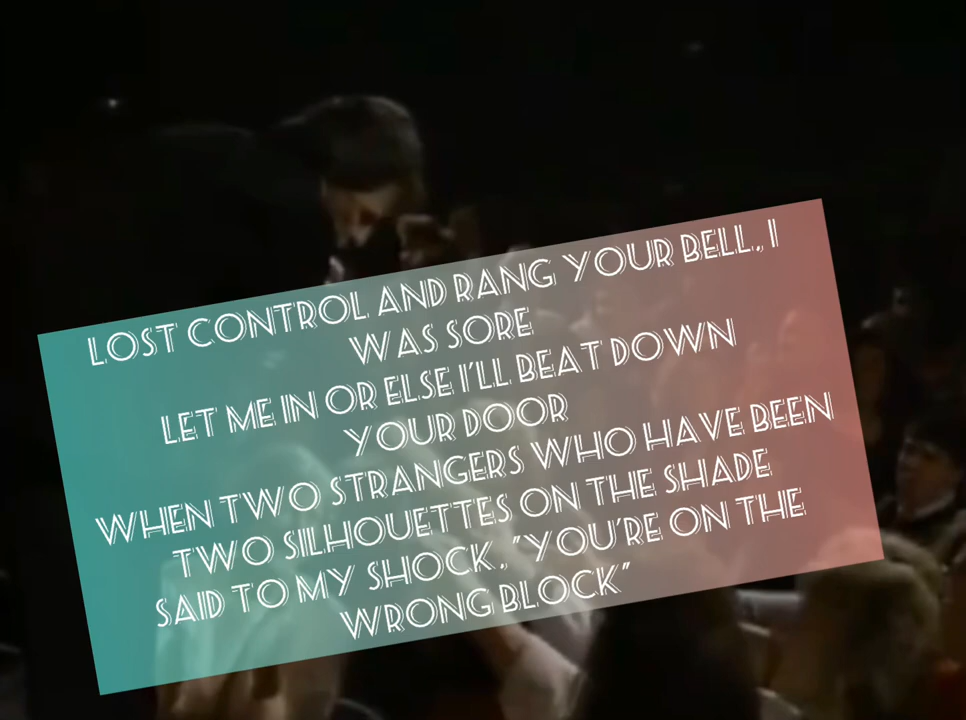 LOST CONTROL AND RANG YOUR BELL, I
WAS SORE
LET ME IN OR ELSE I'LL BEAT DOWN
YOUR DOOR
WHEN TWO STRANGERS WHO HAVE BEEN
TWO SILHOUETTES ON THE SHADE
SAID TO MY SHOCK, "YOU'RE ON THE
WRONG BLOCK"